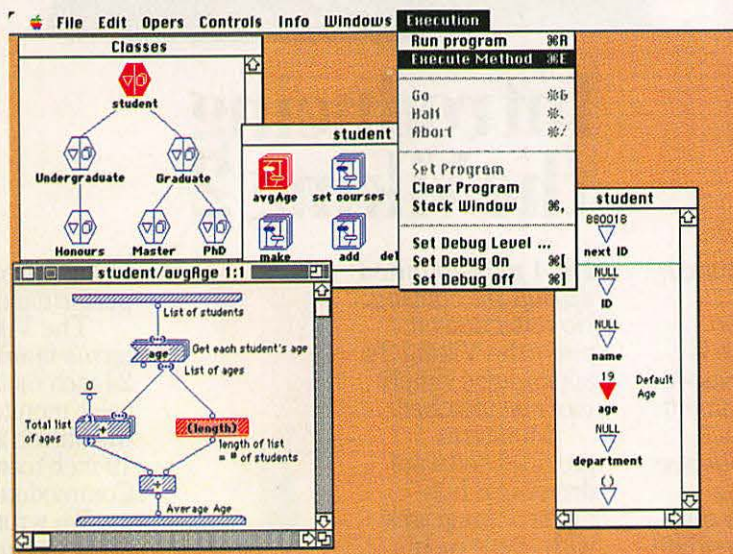 File Edit Opers Controls Info Windows Execution
Classes
student
Undergraduate Graduate
Honours Master PhD
student
avgAge set courses s
make add del
Run program ⌘R
Execute Method ⌘E
Go ⌘G
Halt ⌘.
Abort ⌘/
Set Program
Clear Program
Stack Window ⌘,
Set Debug Level ...
Set Debug On ⌘[
Set Debug Off ⌘]
student
880018
next ID
NULL
ID
NULL
name
19
Default
Age
age
NULL
department
( )
student/avgAge 1:1
List of students
age
Get each student's age
List of ages
0
Total list
of ages
+
(length)
length of list
= # of students
÷
Average Age